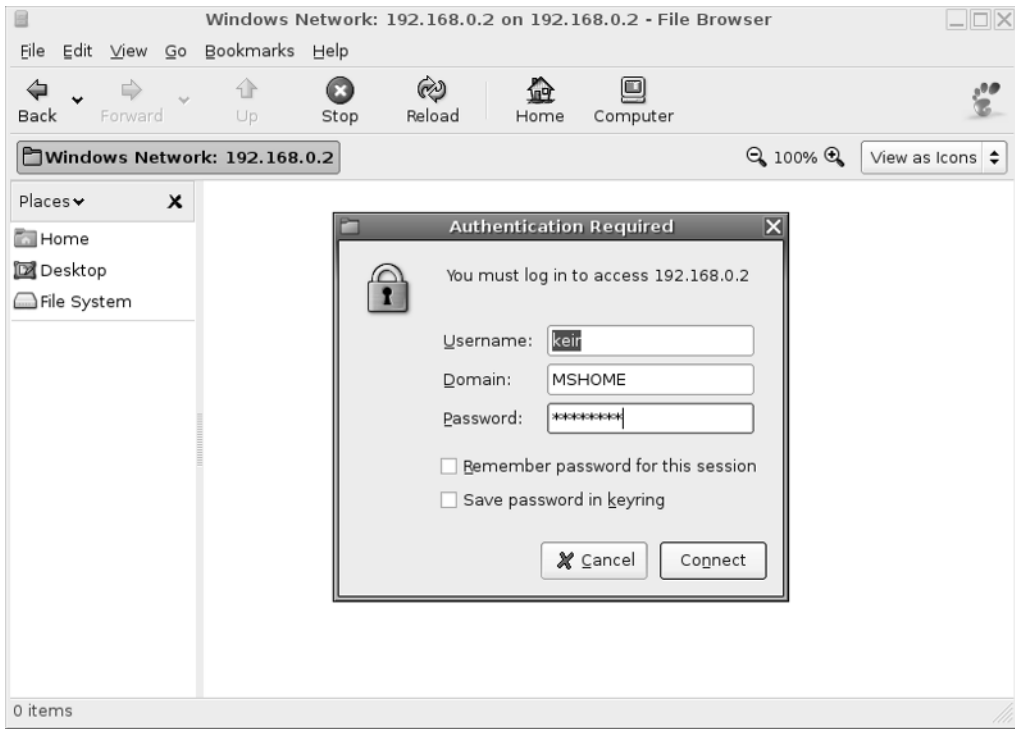 Windows Network: 192.168.0.2 on 192.168.0.2 - File Browser
File Edit View Go Bookmarks Help
Back Forward Up Stop Reload Home Computer
Windows Network: 192.168.0.2 100% View as Icons
Places
Home
Desktop
File System
Authentication Required
You must log in to access 192.168.0.2
Username: keir
Domain: MSHOME
Password: ********
Remember password for this session
Save password in keyring
Cancel Connect
0 items